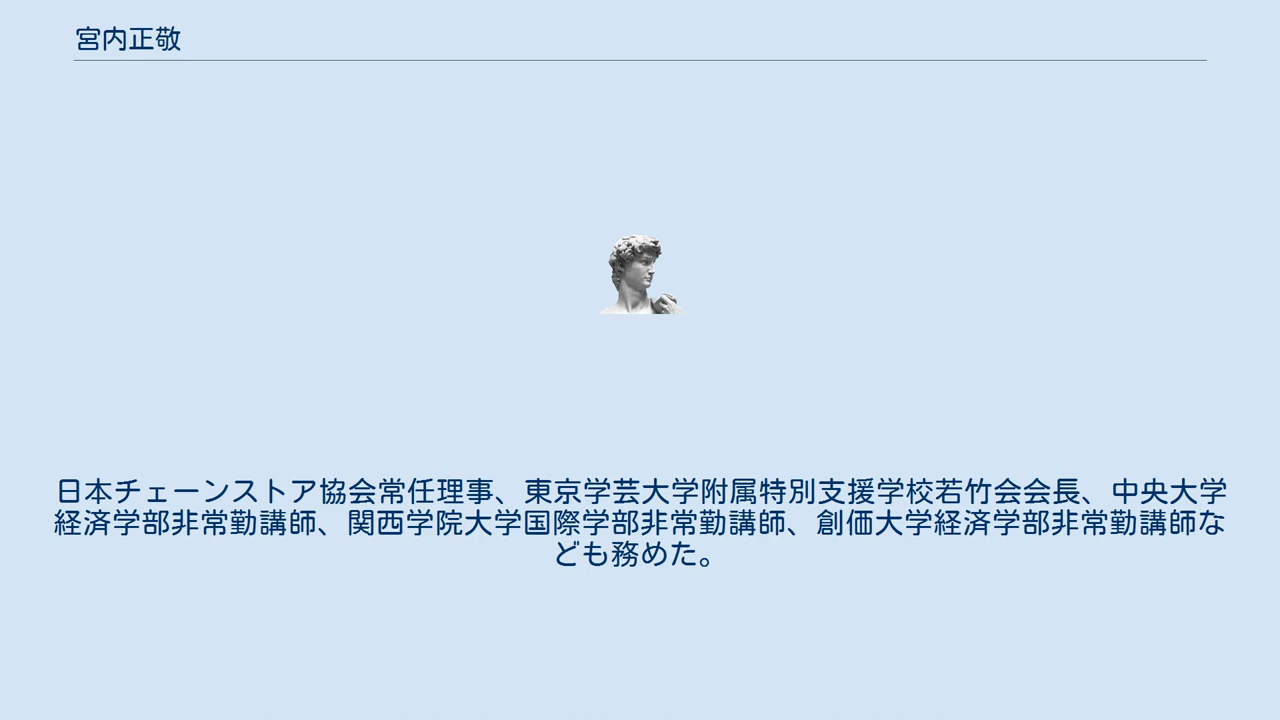 宮内正敬
日本チェーンストア協会常任理事、東京学芸大学附属特別支援学校若竹会会長、中央大学
経済学部非常勤講師、関西学院大学国際学部非常勤講師、創価大学経済学部非常勤講師な
ども務めた。